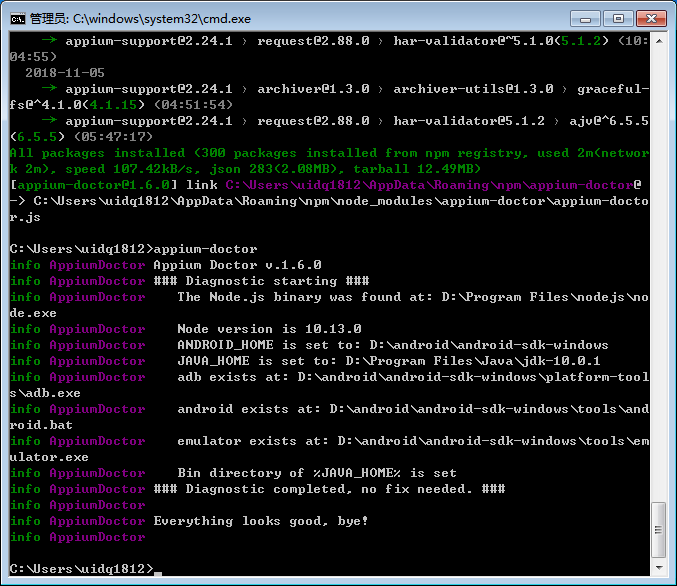 管理员: C:\windows\system32\cmd.exe
→ appium-support@2.24.1 › request@2.88.0 › har-validator@~5.1.0(5.1.2) (10:
04:55)
2018-11-05
→ appium-support@2.24.1 › archiver@1.3.0 › archiver-utils@1.3.0 › graceful-
fs@^4.1.0(4.1.15) (04:51:54)
→ appium-support@2.24.1 › request@2.88.0 › har-validator@5.1.2 › ajv@^6.5.5
(6.5.5) (05:47:17)
All packages installed (300 packages installed from npm registry, used 2m(networ
k 2m), speed 107.42kB/s, json 283(2.08MB), tarball 12.49MB)
[appium-doctor@1.6.0] link C:\Users\uidq1812\AppData\Roaming\npm\appium-doctor@
-> C:\Users\uidq1812\AppData\Roaming\npm\node_modules\appium-doctor\appium-docto
r.js
C:\Users\uidq1812>appium-doctor
info AppiumDoctor Appium Doctor v.1.6.0
info AppiumDoctor ### Diagnostic starting ###
info AppiumDoctor The Node.js binary was found at: D:\Program Files\nodejs\no
de.exe
info AppiumDoctor Node version is 10.13.0
info AppiumDoctor ANDROID_HOME is set to: D:\android\android-sdk-windows
info AppiumDoctor JAVA_HOME is set to: D:\Program Files\Java\jdk-10.0.1
info AppiumDoctor adb exists at: D:\android\android-sdk-windows\platform-tool
s\adb.exe
info AppiumDoctor android exists at: D:\android\android-sdk-windows\tools\and
roid.bat
info AppiumDoctor emulator exists at: D:\android\android-sdk-windows\tools\em
ulator.exe
info AppiumDoctor Bin directory of %JAVA_HOME% is set
info AppiumDoctor ### Diagnostic completed, no fix needed. ###
info AppiumDoctor
info AppiumDoctor Everything looks good, bye!
info AppiumDoctor
C:\Users\uidq1812>_